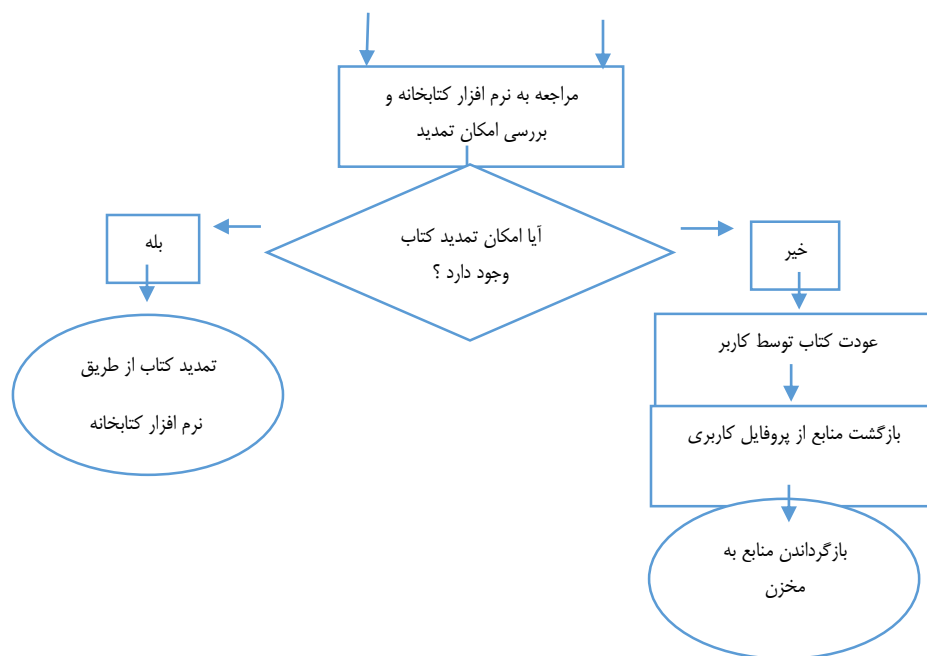 مراجعه به نرم افزار کتابخانه و
بررسی امکان تمدید
آیا امکان تمدید کتاب
وجود دارد ؟
خیر
بله
عودت کتاب توسط کاربر
بازگشت منابع از پروفایل کاربری
بازگرداندن منابع به
مخزن
تمدید کتاب از طریق
نرم افزار کتابخانه